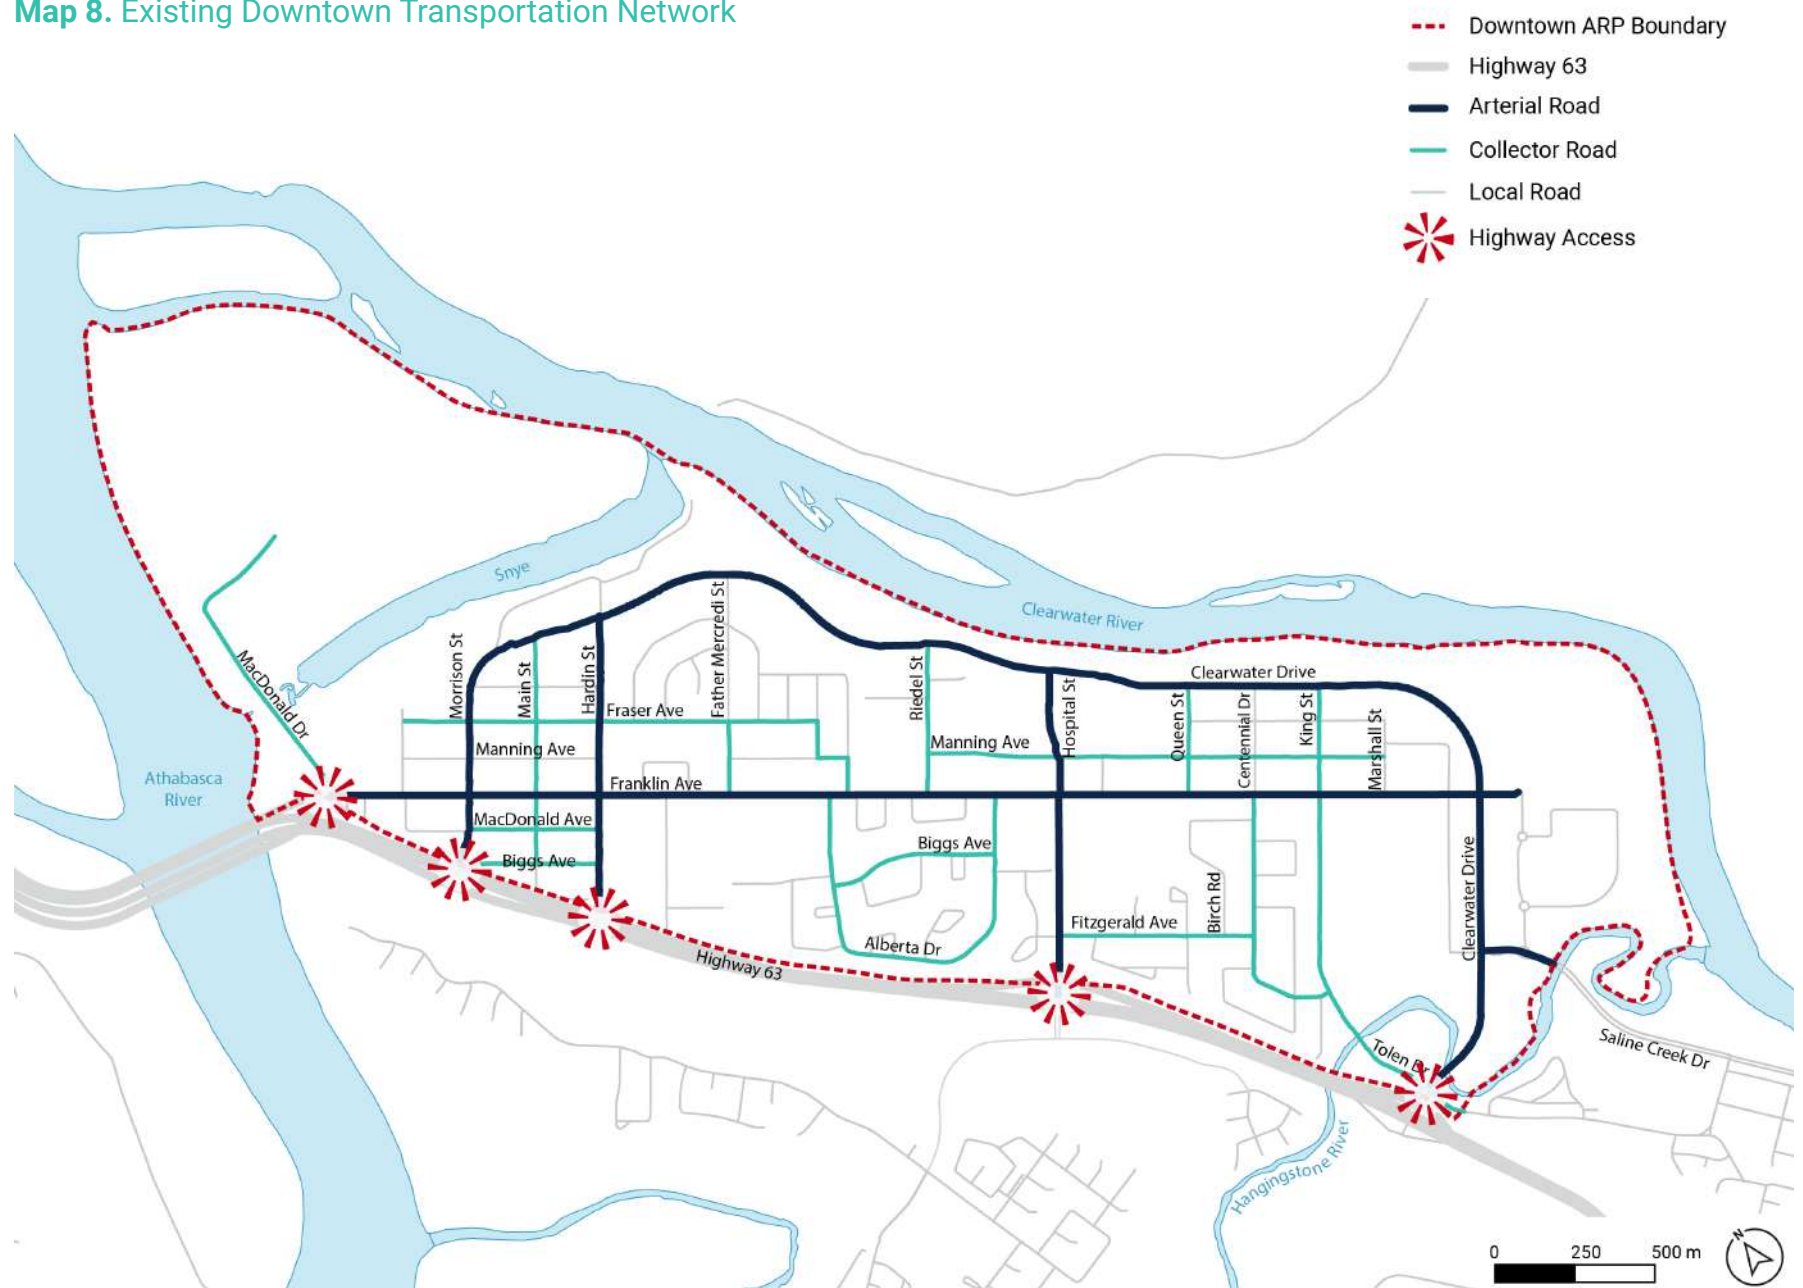 Map 8. Existing Downtown Transportation Network
Downtown ARP Boundary
Highway 63
Arterial Road
Collector Road
Local Road
Highway Access
Snye
Clearwater River
MacDonald Dr
Morrison St
Main St
Hardin St
Father Mercredi St
Riedel St
Hospital St
Clearwater Drive
Queen St
Centennial Dr
King St
Marshall St
Fraser Ave
Manning Ave
Manning Ave
Athabasca
River
Franklin Ave
MacDonald Ave
Biggs Ave
Biggs Ave
Birch Rd
Clearwater Drive
Fitzgerald Ave
Alberta Dr
Highway 63
Tolen Dr
Saline Creek Dr
Hangingstone River
0 250 500 m
N